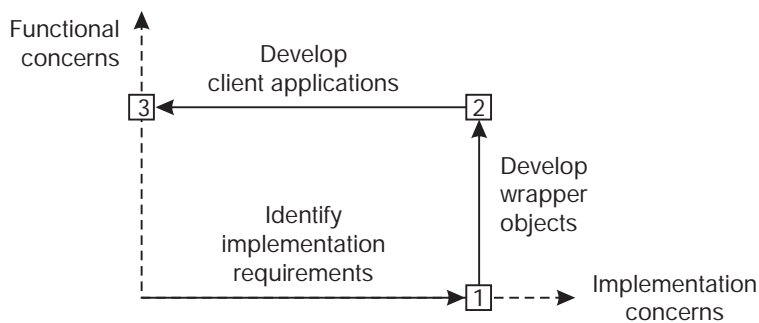 Functional
concerns
Develop
client applications
3
2
Develop
wrapper
objects
Identify
implementation
requirements
1
Implementation
concerns